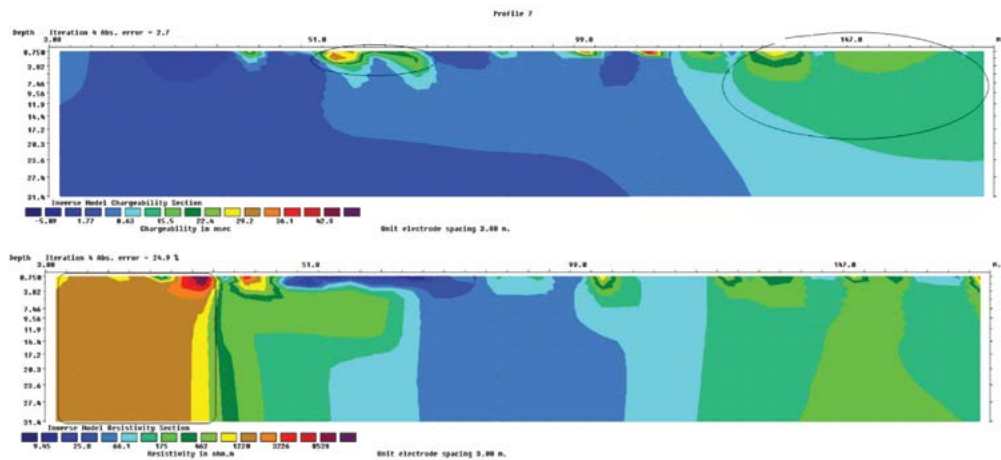 Profile 7
Depth Iteration 4 Abs. error = 2.7
3.00 51.0 99.0 147.0 m.
0.750
3.82
7.46
9.56
11.9
14.4
17.2
20.3
23.6
27.4
31.4
Inverse Model Chargeability Section
-5.09 1.77 8.63 15.5 22.4 29.2 36.1 42.9
Chargeability in msec
Unit electrode spacing 3.00 m.
Depth Iteration 4 Abs. error = 24.9 %
3.00 51.0 99.0 147.0 m.
0.750
3.82
7.46
9.56
11.9
14.4
17.2
20.3
23.6
27.4
31.4
Inverse Model Resistivity Section
9.45 25.0 66.1 175 462 1220 3226 8528
Resistivity in ohm.m
Unit electrode spacing 3.00 m.